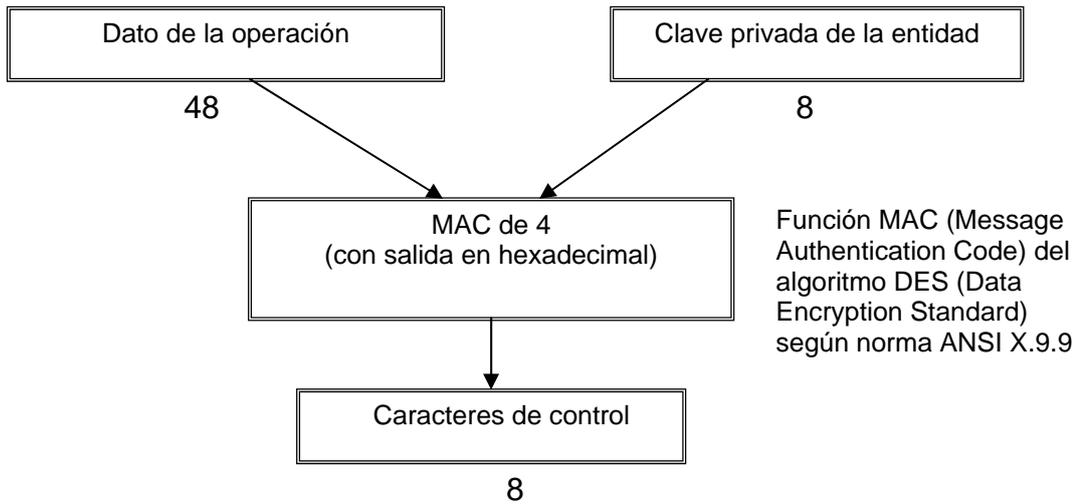 Dato de la operación
Clave privada de la entidad
48
8
MAC de 4
(con salida en hexadecimal)
Función MAC (Message
Authentication Code) del
algoritmo DES (Data
Encryption Standard)
según norma ANSI X.9.9
Caracteres de control
8